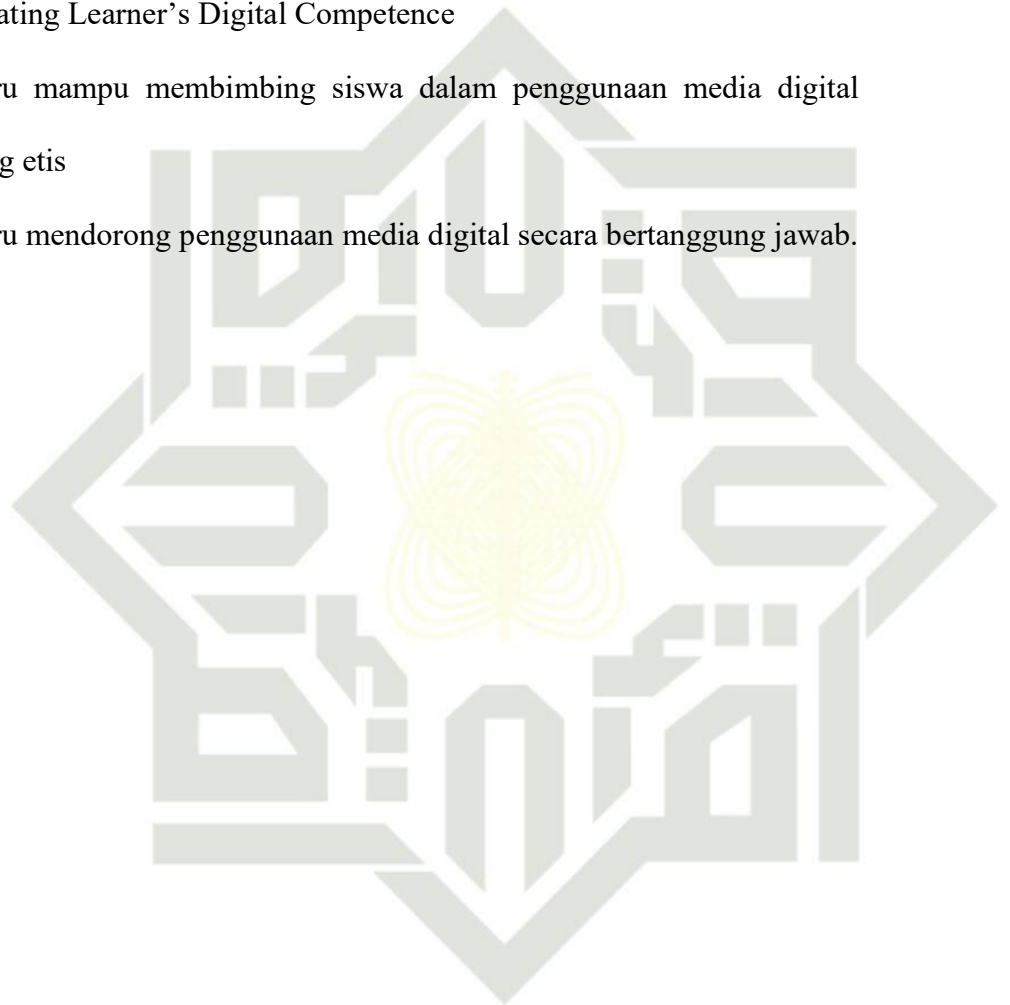 ating Learner’s Digital Competence
ru mampu membimbing siswa dalam penggunaan media digital
g etis
ru mendorong penggunaan media digital secara bertanggung jawab.